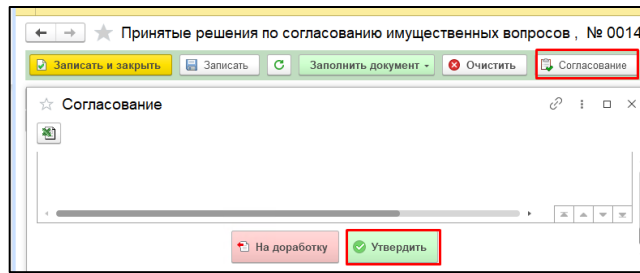 Принятые решения по согласованию имущественных вопросов , № 0014
Записать и закрыть Записать Заполнить документ Очистить Согласование
Согласование
На доработку Утвердить